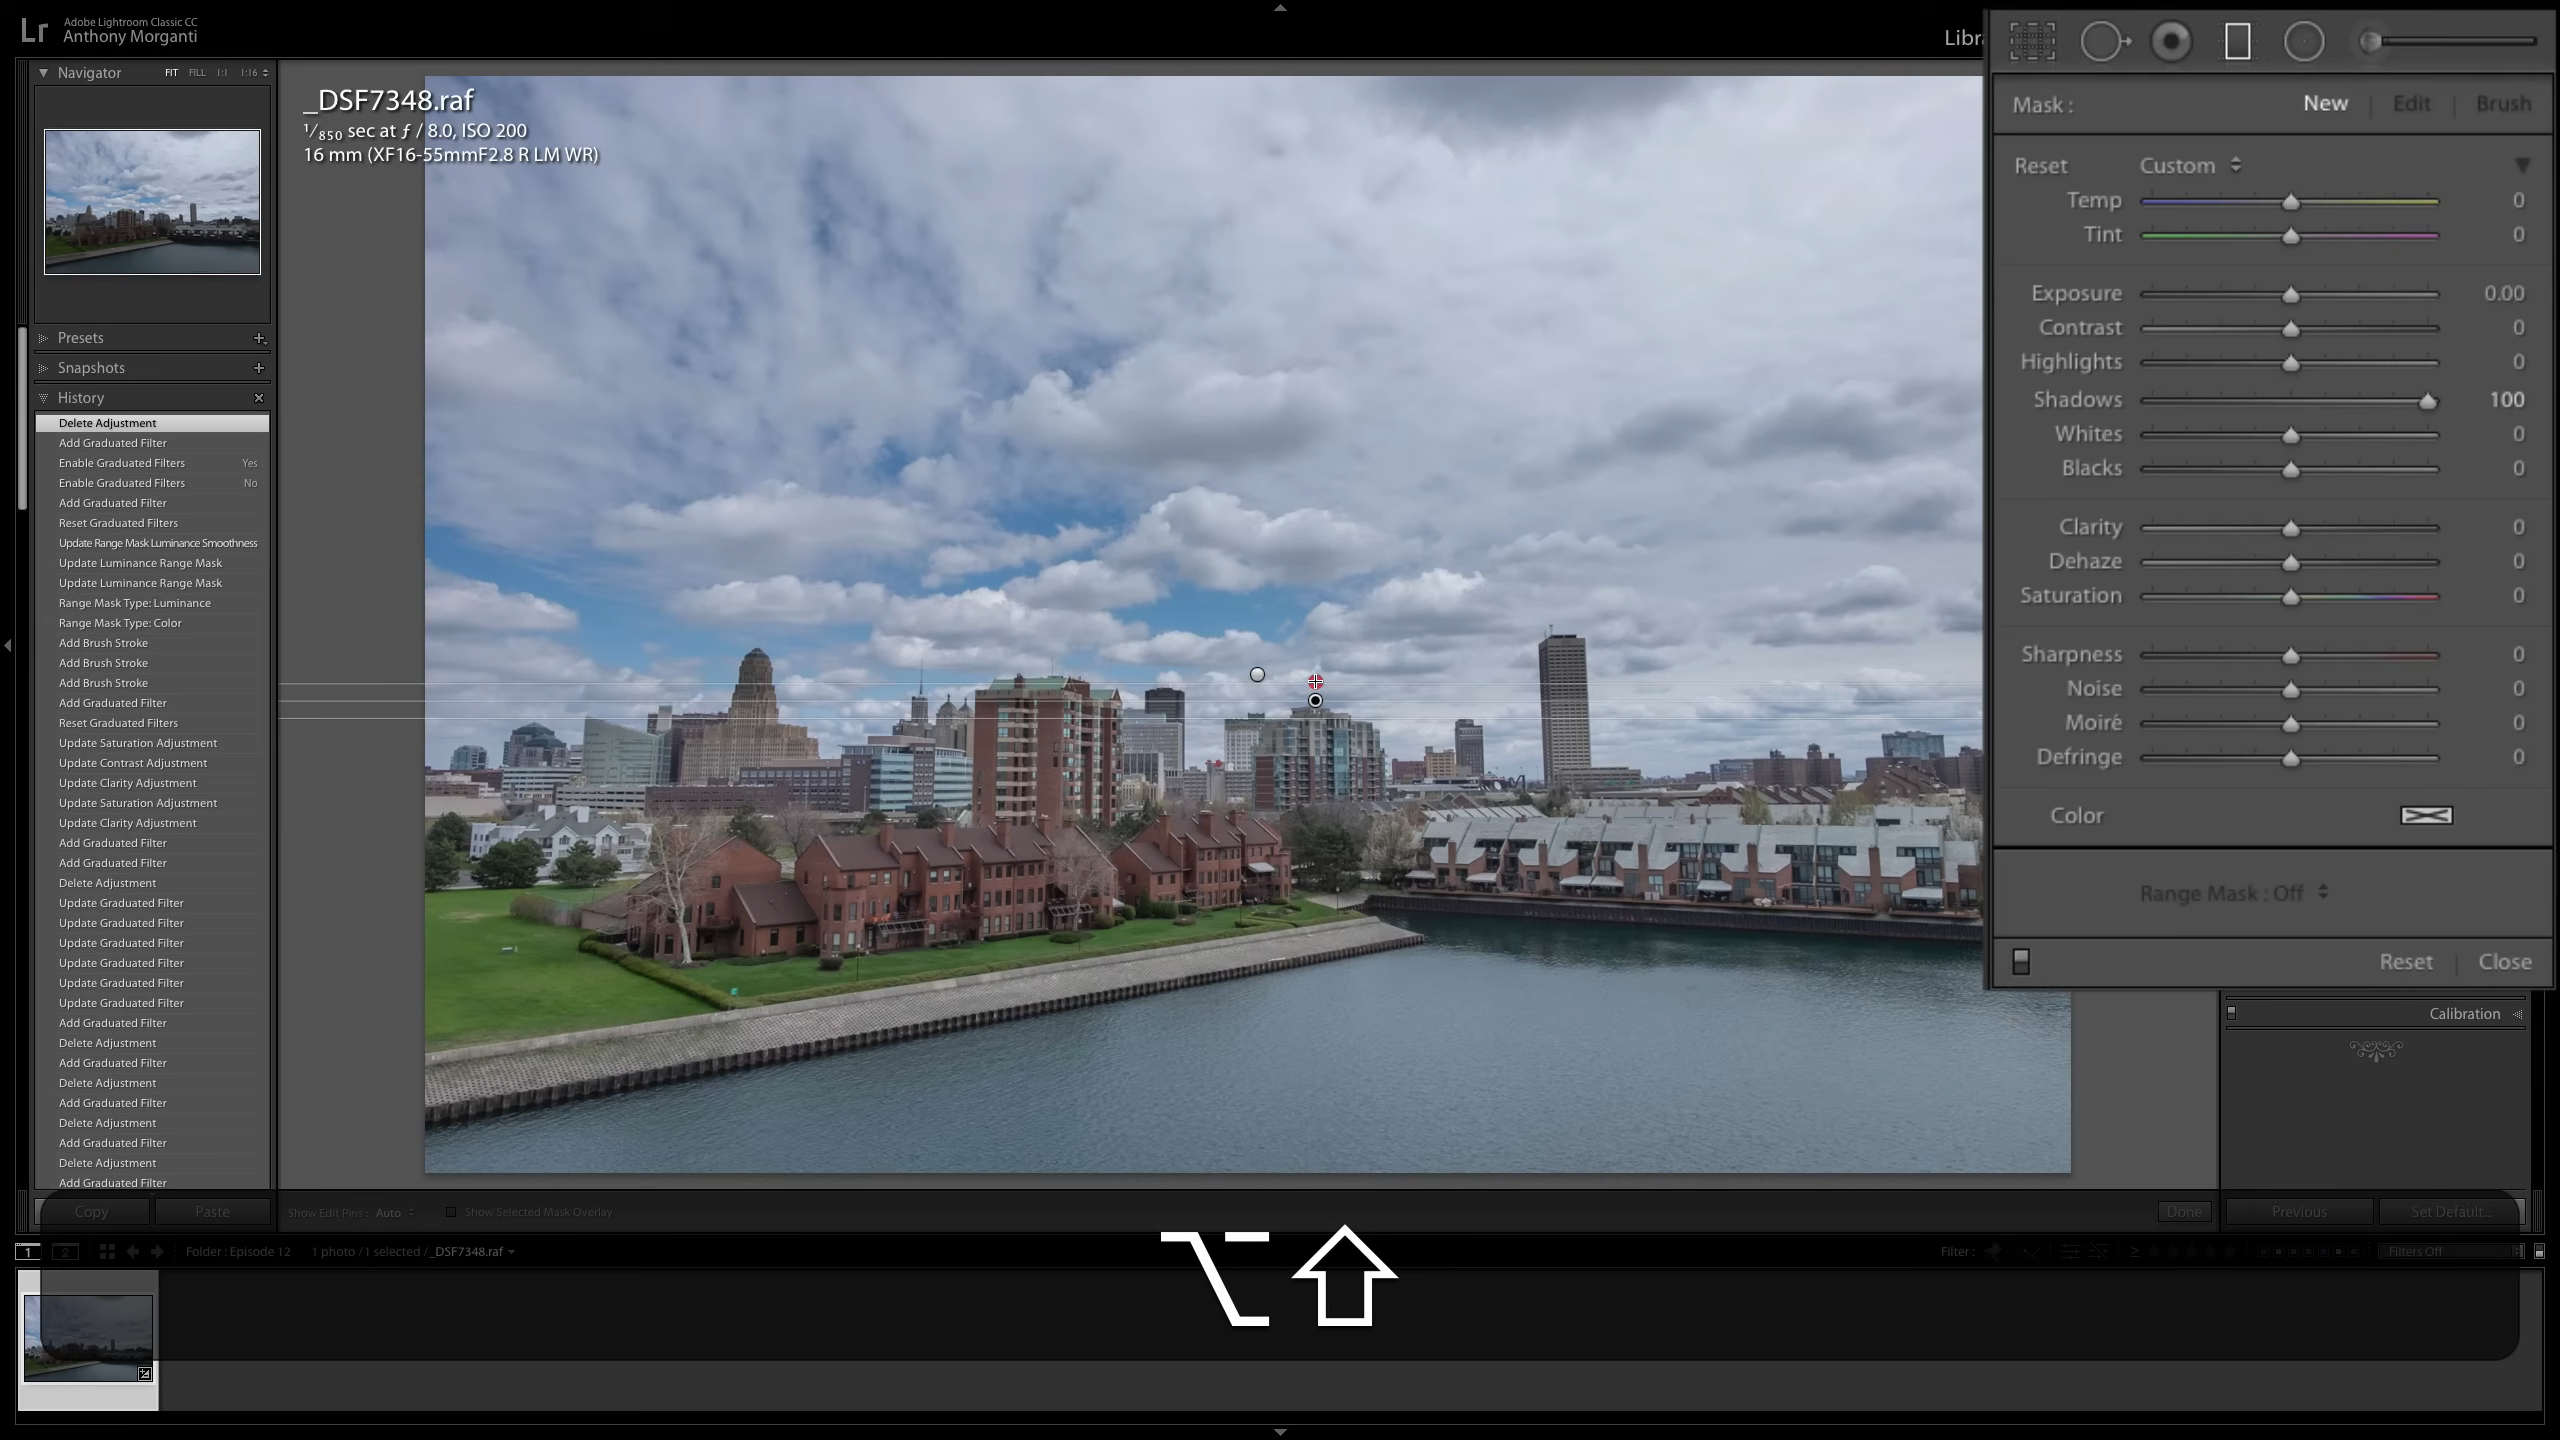 Lr
Adobe Lightroom Classic CC
Anthony Morganti
Navigator FIT FILL 1:1 1:16
Presets
Snapshots
History
Delete Adjustment
Add Graduated Filter
Enable Graduated Filters Yes
Enable Graduated Filters No
Add Graduated Filter
Reset Graduated Filters
Update Range Mask Luminance Smoothness
Update Luminance Range Mask
Update Luminance Range Mask
Range Mask Type: Luminance
Range Mask Type: Color
Add Brush Stroke
Add Brush Stroke
Add Brush Stroke
Add Graduated Filter
Reset Graduated Filters
Update Saturation Adjustment
Update Contrast Adjustment
Update Clarity Adjustment
Update Saturation Adjustment
Update Clarity Adjustment
Add Graduated Filter
Add Graduated Filter
Delete Adjustment
Update Graduated Filter
Update Graduated Filter
Update Graduated Filter
Update Graduated Filter
Update Graduated Filter
Update Graduated Filter
Add Graduated Filter
Delete Adjustment
Add Graduated Filter
Delete Adjustment
Add Graduated Filter
Delete Adjustment
Add Graduated Filter
Delete Adjustment
Add Graduated Filter
Copy Paste
_DSF7348.raf
1/850 sec at ƒ / 8.0, ISO 200
16 mm (XF16-55mmF2.8 R LM WR)
Mask : New | Edit | Brush
Reset Custom
Temp 0
Tint 0
Exposure 0.00
Contrast 0
Highlights 0
Shadows 100
Whites 0
Blacks 0
Clarity 0
Dehaze 0
Saturation 0
Sharpness 0
Noise 0
Moiré 0
Defringe 0
Color
Range Mask : Off
Reset | Close
Calibration
Show Edit Pins : Auto Show Selected Mask Overlay Done
Previous Set Default...
1 2 Folder : Episode 12 1 photo / 1 selected / _DSF7348.raf Filter : Filters Off